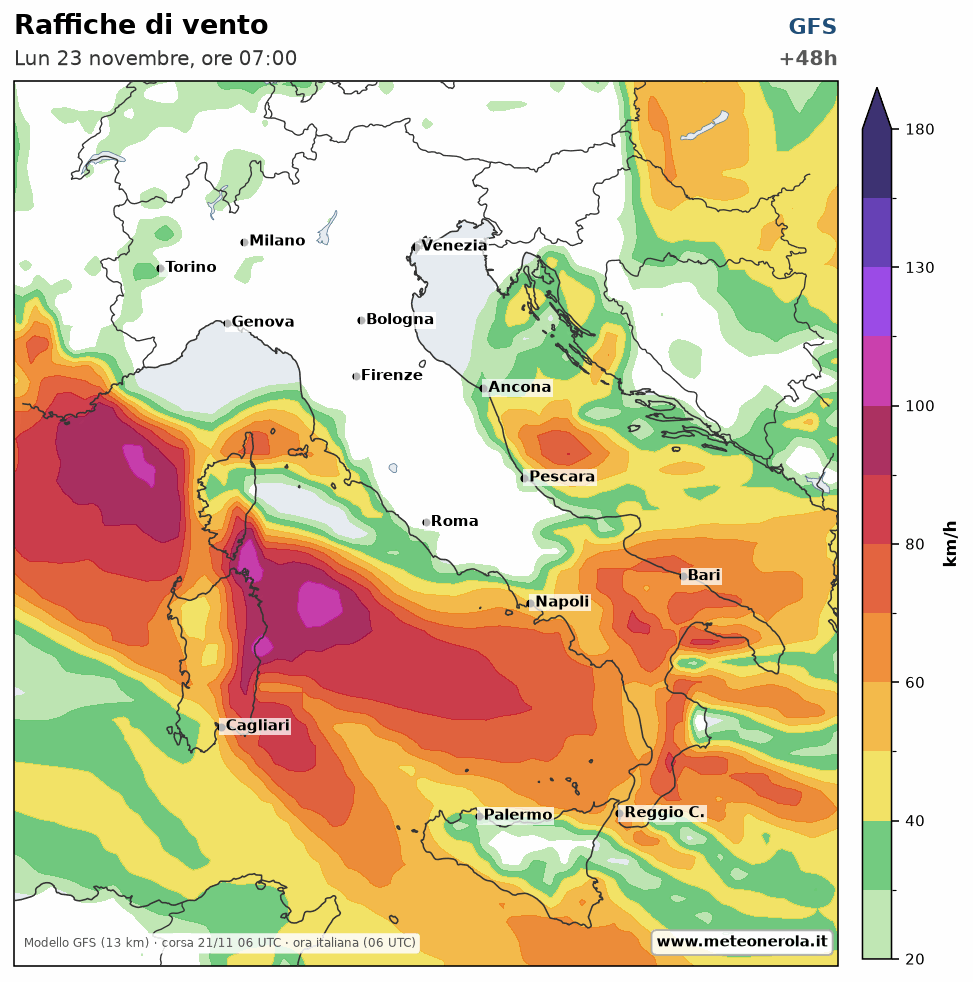 Raffiche di vento
GFS
Lun 23 novembre, ore 07:00
+48h
180
130
100
80
60
40
20
km/h
Milano
Venezia
Torino
Genova
Bologna
Firenze
Ancona
Pescara
Roma
Bari
Napoli
Cagliari
Palermo
Reggio C.
Modello GFS (13 km) · corsa 21/11 06 UTC · ora italiana (06 UTC)
www.meteonerola.it